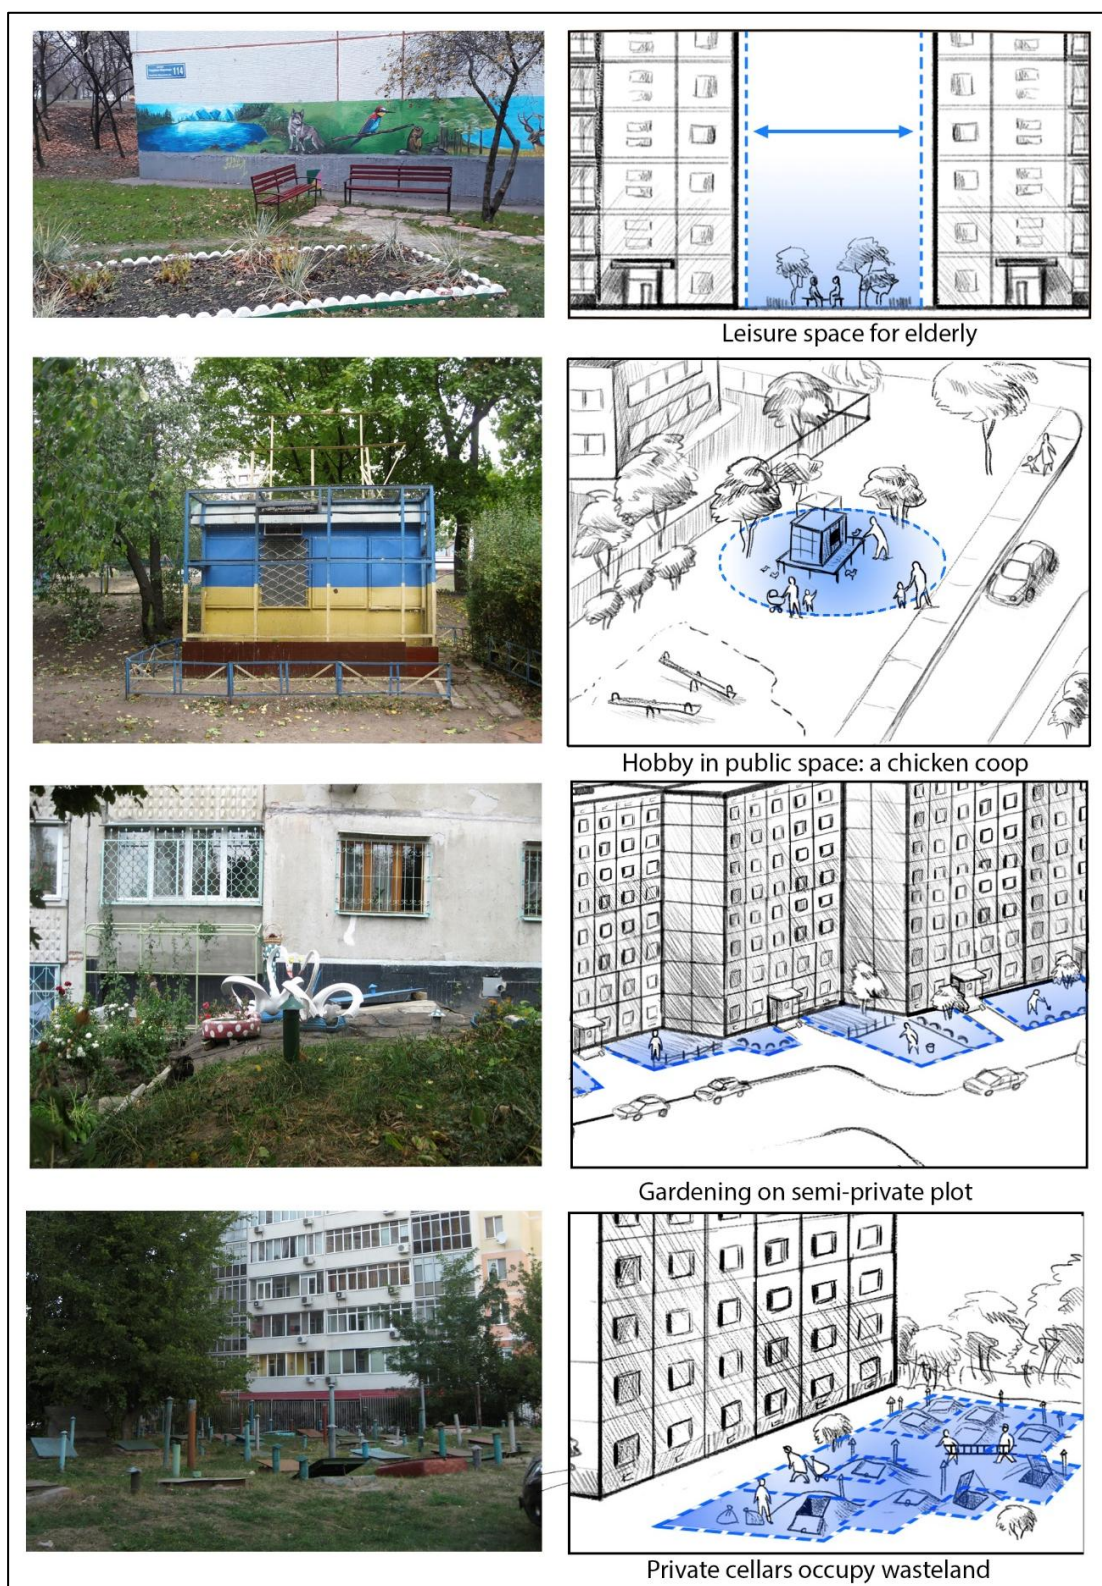 114
Leisure space for elderly
Hobby in public space: a chicken coop
Gardening on semi-private plot
Private cellars occupy wasteland